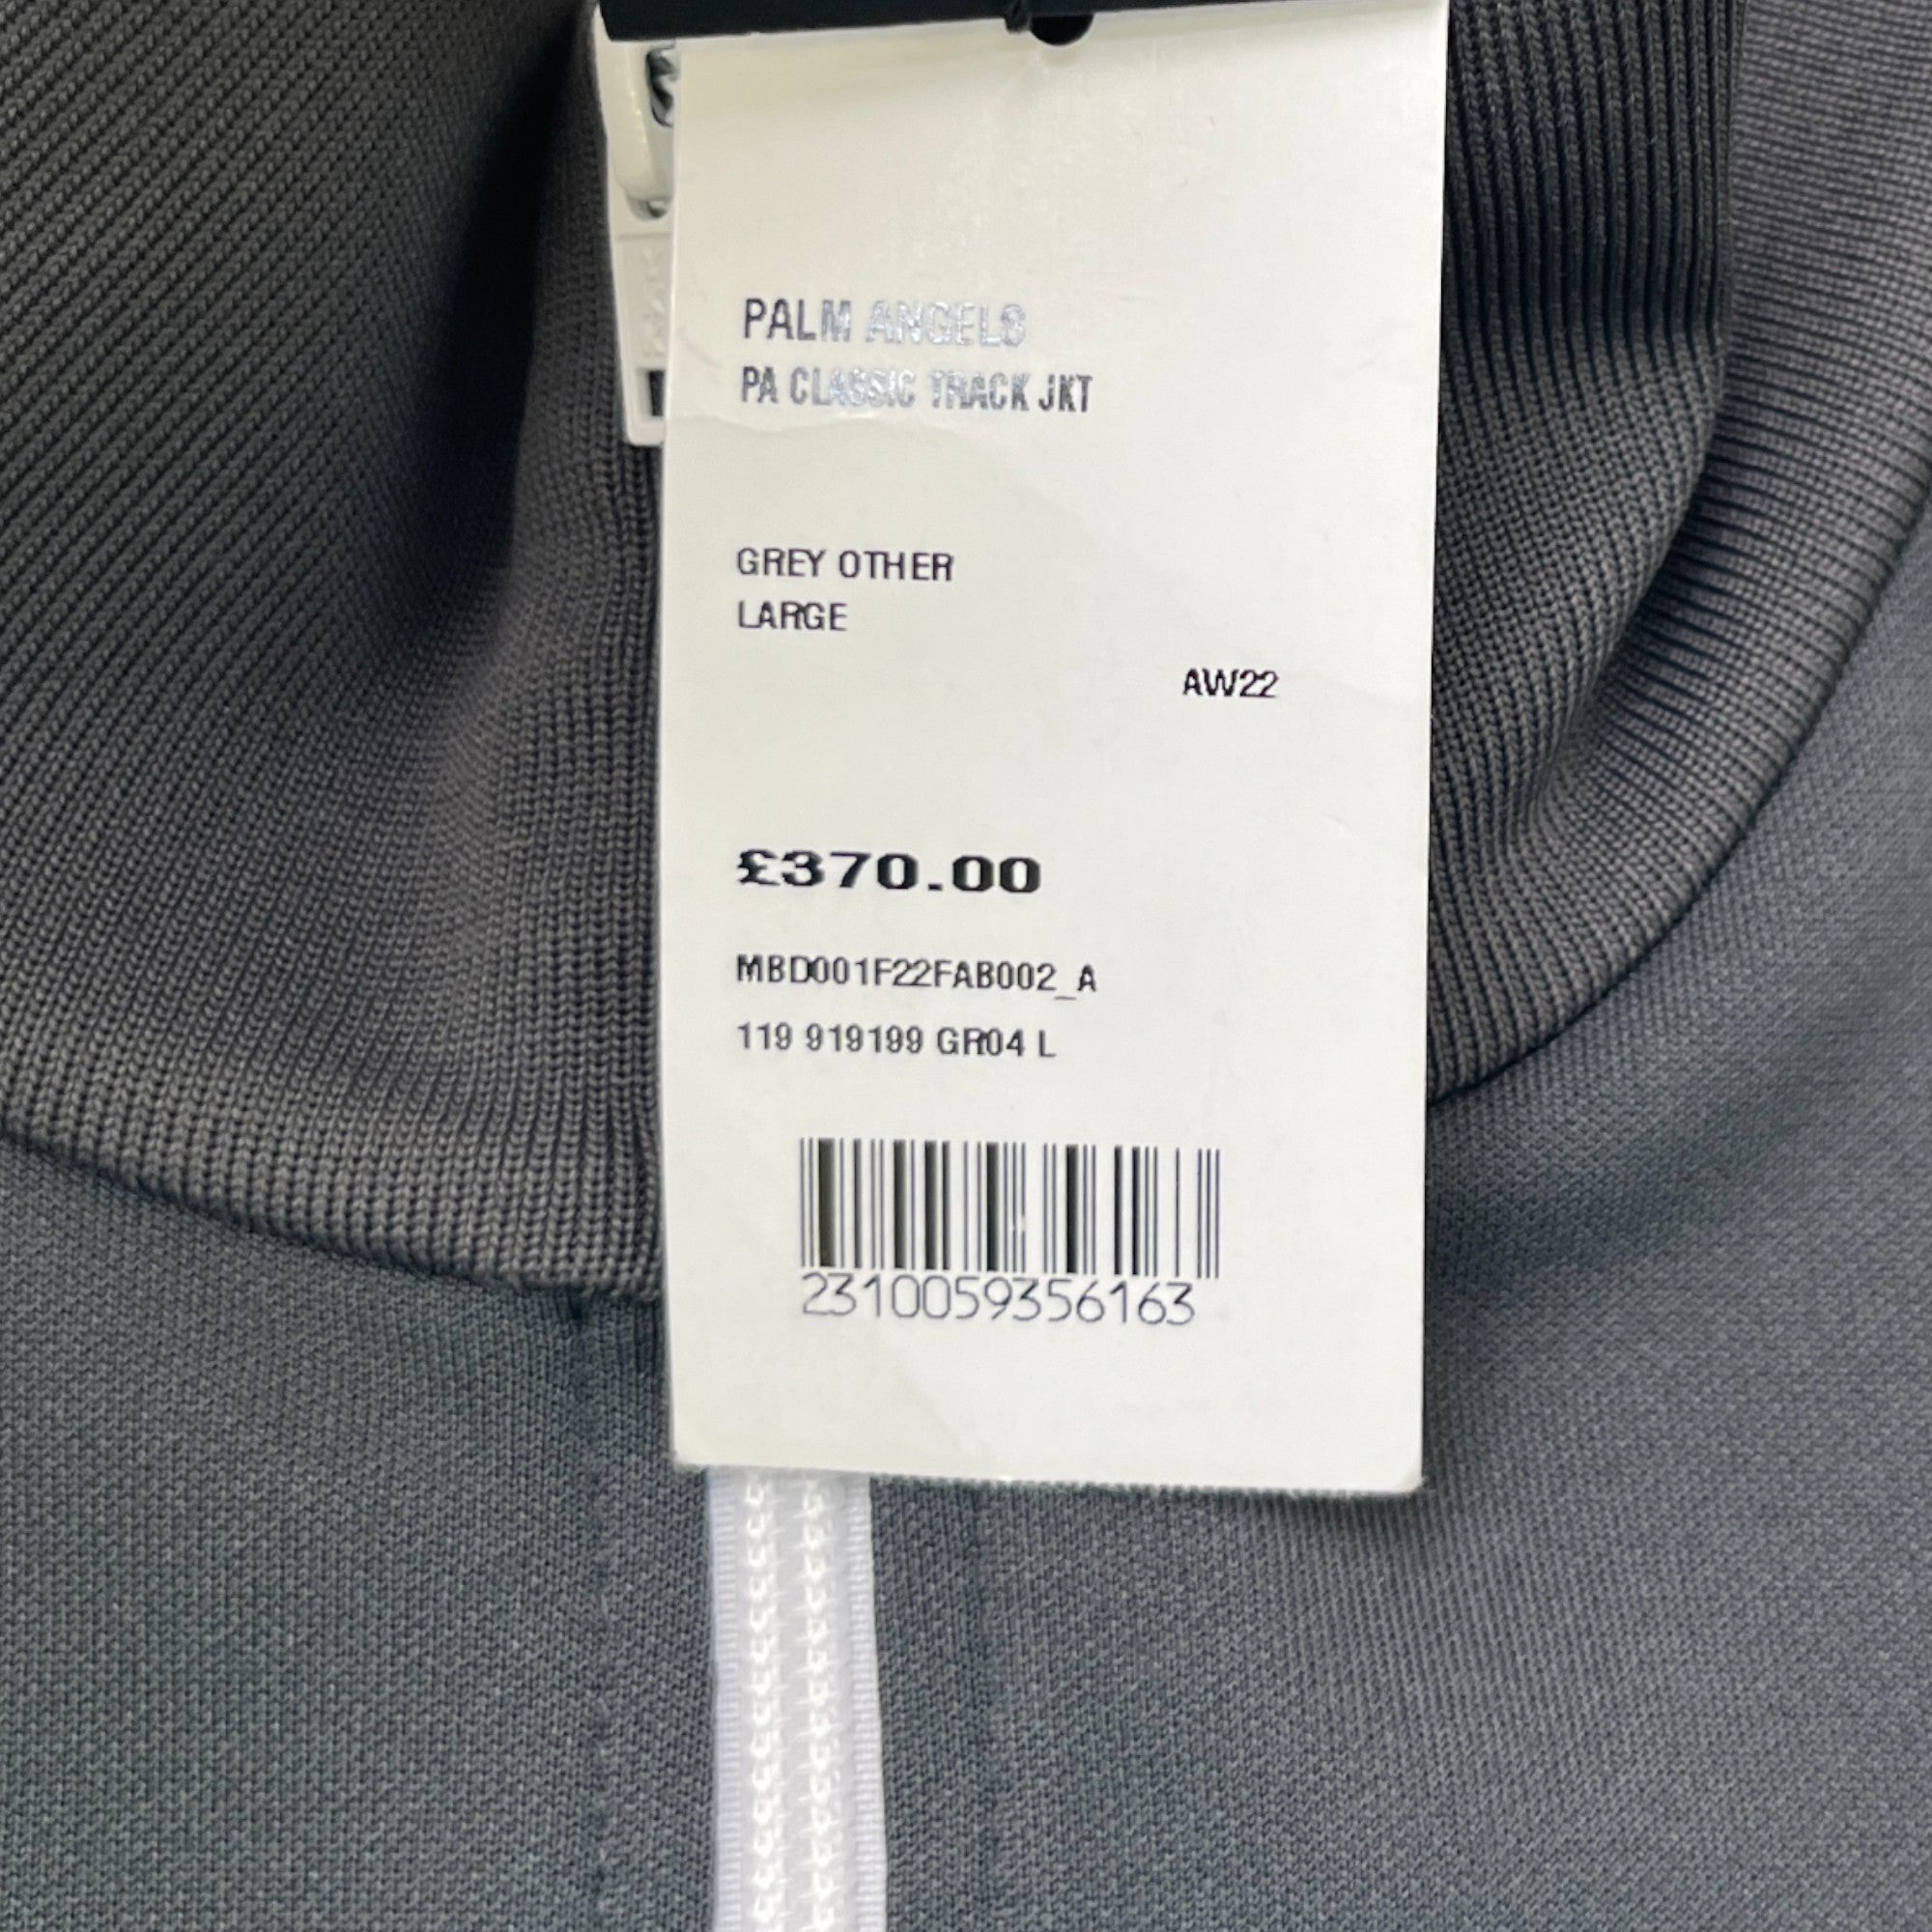 PALM ANGELS
PA CLASSIC TRACK JKT
GREY OTHER
LARGE
AW22
£370.00
MBD001F22FAB002_A
119 919199 GR04 L
2310059356163